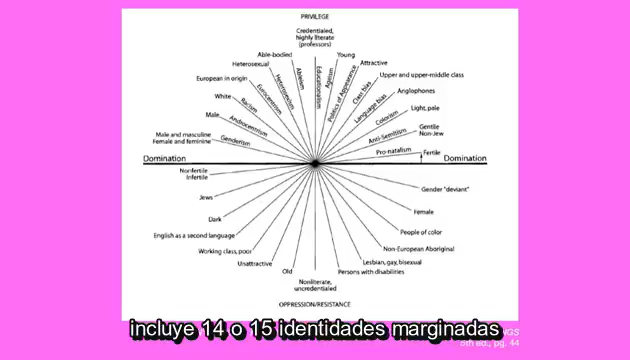 PRIVILEGE
Credentialed,
highly literate
(professors)
Able-bodied
Young
Heterosexual
Attractive
European in origin
Upper and upper-middle class
White
Anglophones
Male
Light, pale
Male and masculine
Female and feminine
Gentile
Non-Jew
Fertile
Genderism
Androcentrism
Racism
Eurocentrism
Heterosexism
Ableism
Educationalism
Ageism
Politics of Appearance
Class bias
Language bias
Colorism
Anti-Semitism
Pro-natalism
Domination
Domination
Nonfertile
Infertile
Jews
Dark
English as a second language
Working class, poor
Unattractive
Old
Nonliterate,
uncredentialed
Persons with disabilities
Lesbian, gay, bisexual
Non-European Aboriginal
People of color
Female
Gender "deviant"
OPPRESSION/RESISTANCE
incluye 14 o 15 identidades marginadas
5th ed., pg. 44